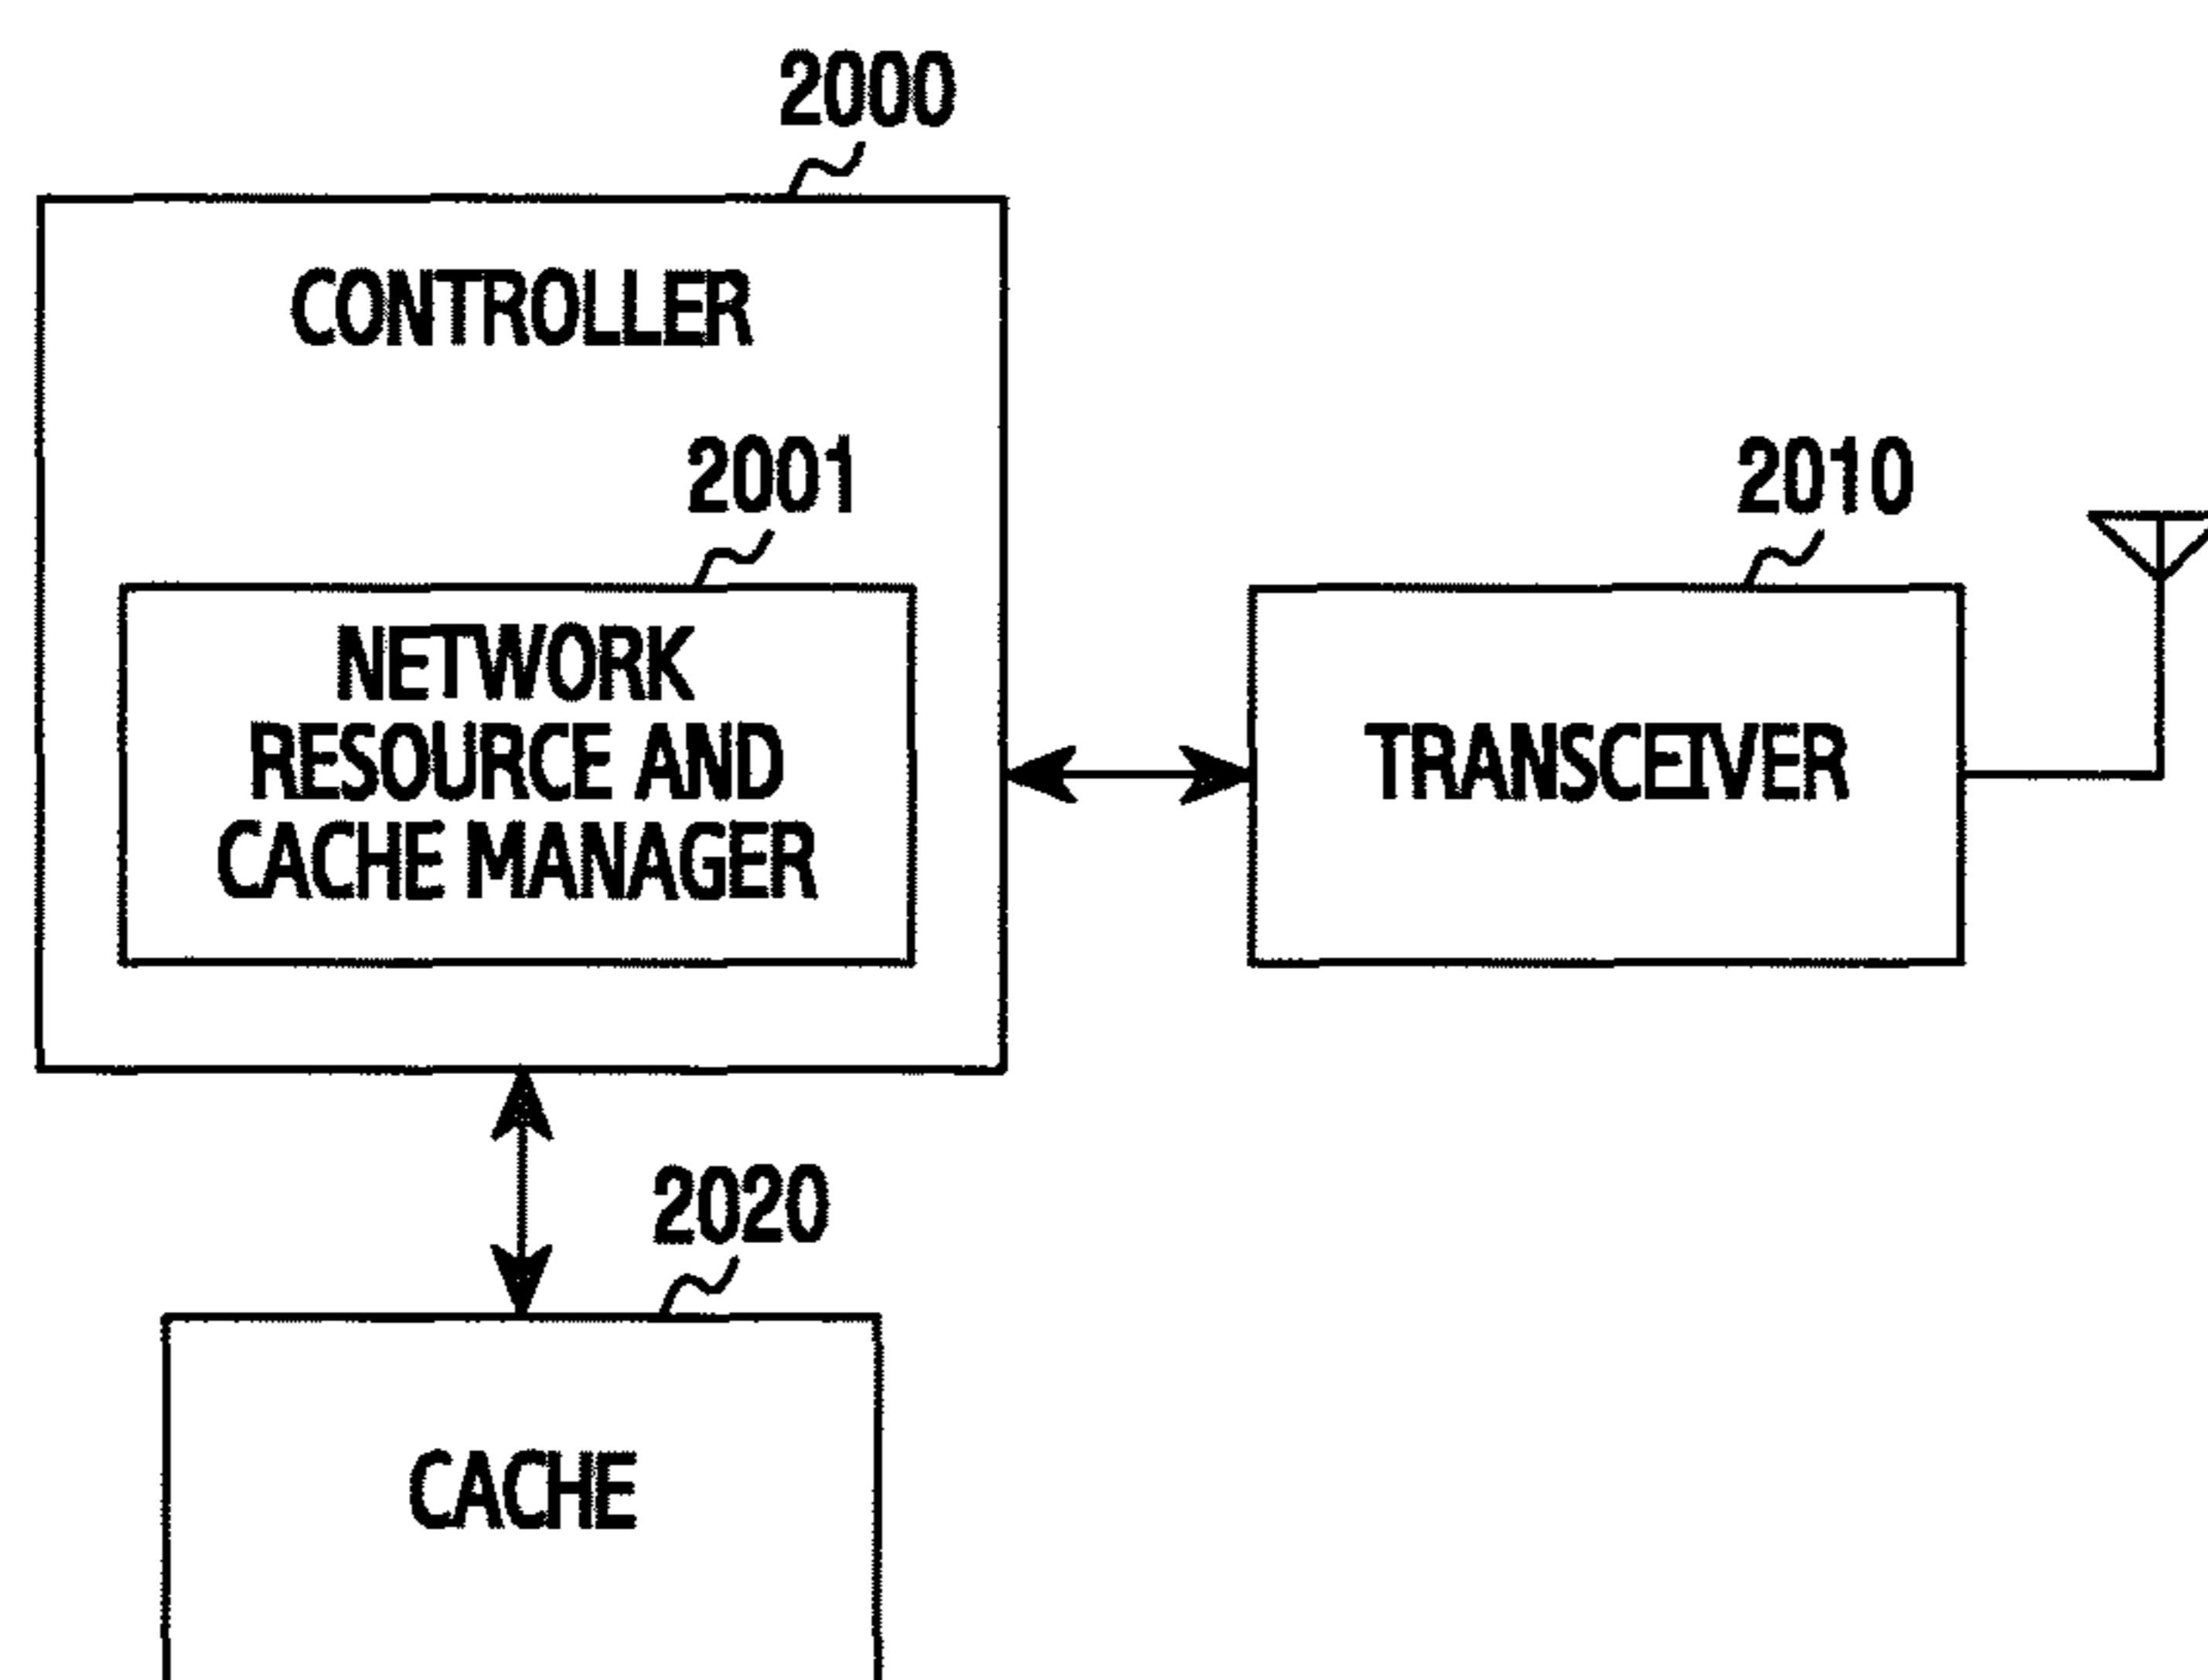 2000
CONTROLLER
2001
NETWORK
RESOURCE AND
CACHE MANAGER
2010
TRANSCEIVER
2020
CACHE